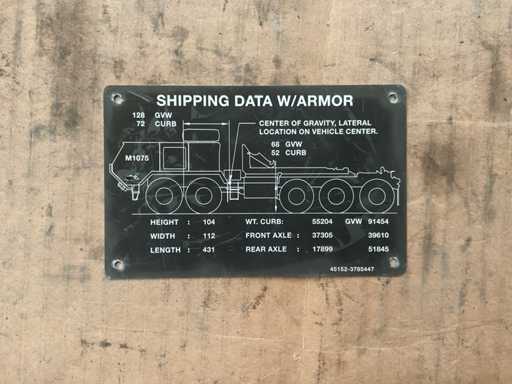 SHIPPING DATA W/ARMOR
128 GVW
72 CURB
CENTER OF GRAVITY, LATERAL
LOCATION ON VEHICLE CENTER.
68 GVW
52 CURB
M1075
HEIGHT : 104 WT. CURB: 55204 GVW 91454
WIDTH : 112 FRONT AXLE : 37305 39610
LENGTH : 431 REAR AXLE : 17899 51845
45152-3785447